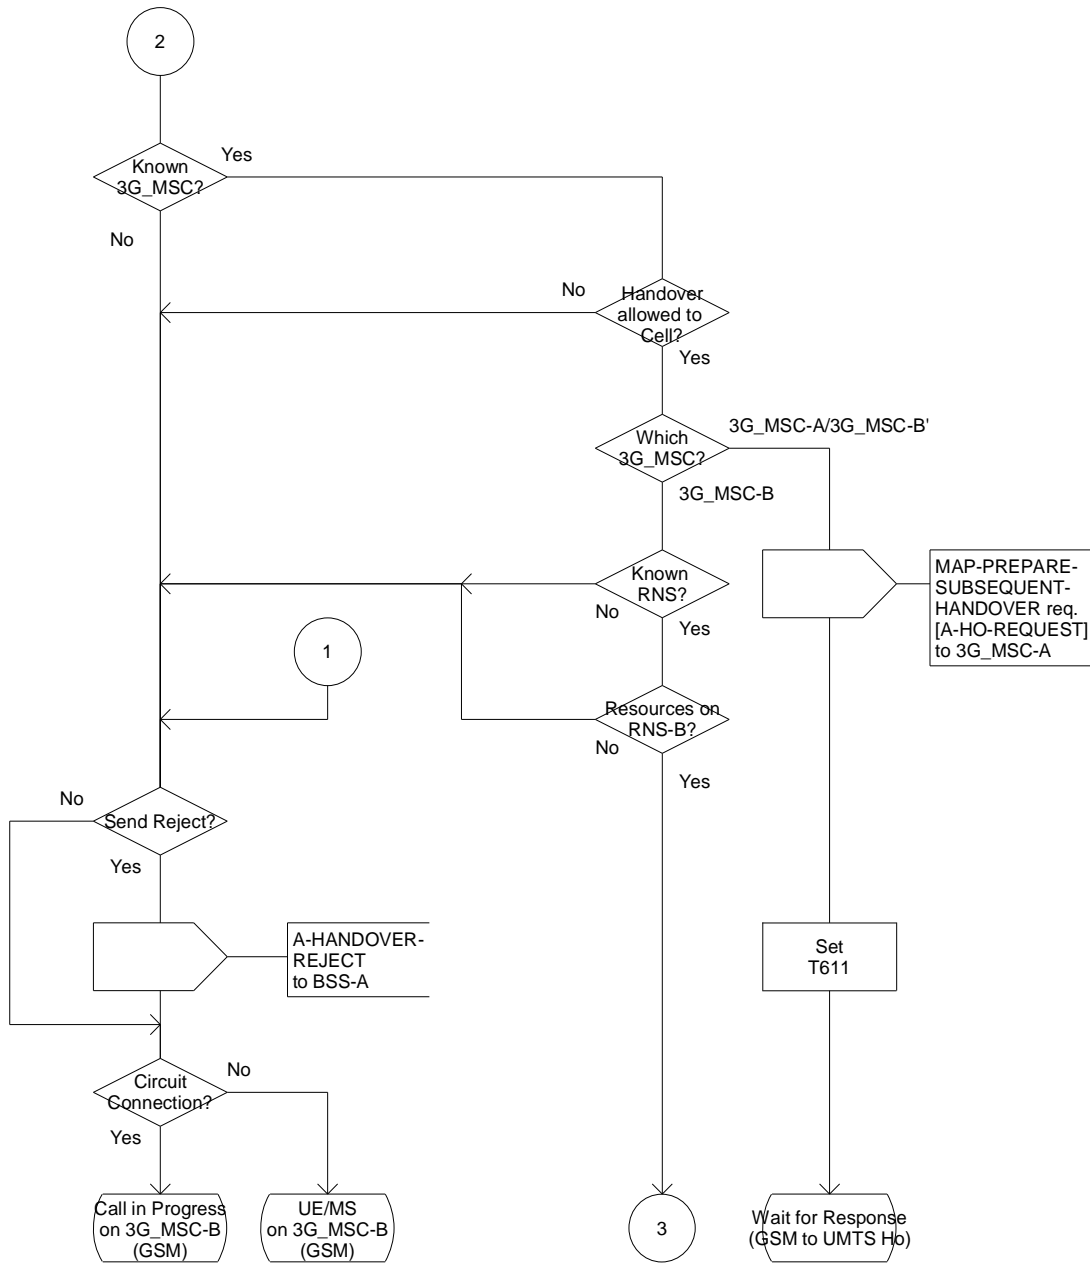 2
Yes
Known
3G_MSC?
No
No
Handover
allowed to
Cell?
Yes
3G_MSC-A/3G_MSC-B'
Which
3G_MSC?
3G_MSC-B
Known
RNS?
No
Yes
MAP-PREPARE-
SUBSEQUENT-
HANDOVER req.
[A-HO-REQUEST]
to 3G_MSC-A
1
Resources on
RNS-B?
No
Yes
No
Send Reject?
Yes
A-HANDOVER-
REJECT
to BSS-A
Set
T611
No
Circuit
Connection?
Yes
Call in Progress
on 3G_MSC-B
(GSM)
UE/MS
on 3G_MSC-B
(GSM)
3
Wait for Response
(GSM to UMTS Ho)